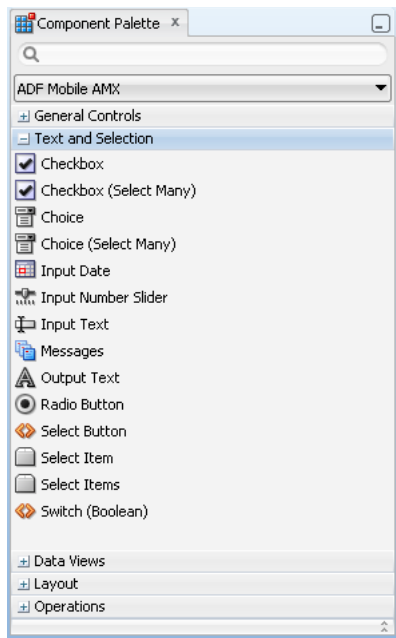 Component Palette
ADF Mobile AMX
General Controls
Text and Selection
Checkbox
Checkbox (Select Many)
Choice
Choice (Select Many)
Input Date
Input Number Slider
Input Text
Messages
Output Text
Radio Button
Select Button
Select Item
Select Items
Switch (Boolean)
Data Views
Layout
Operations